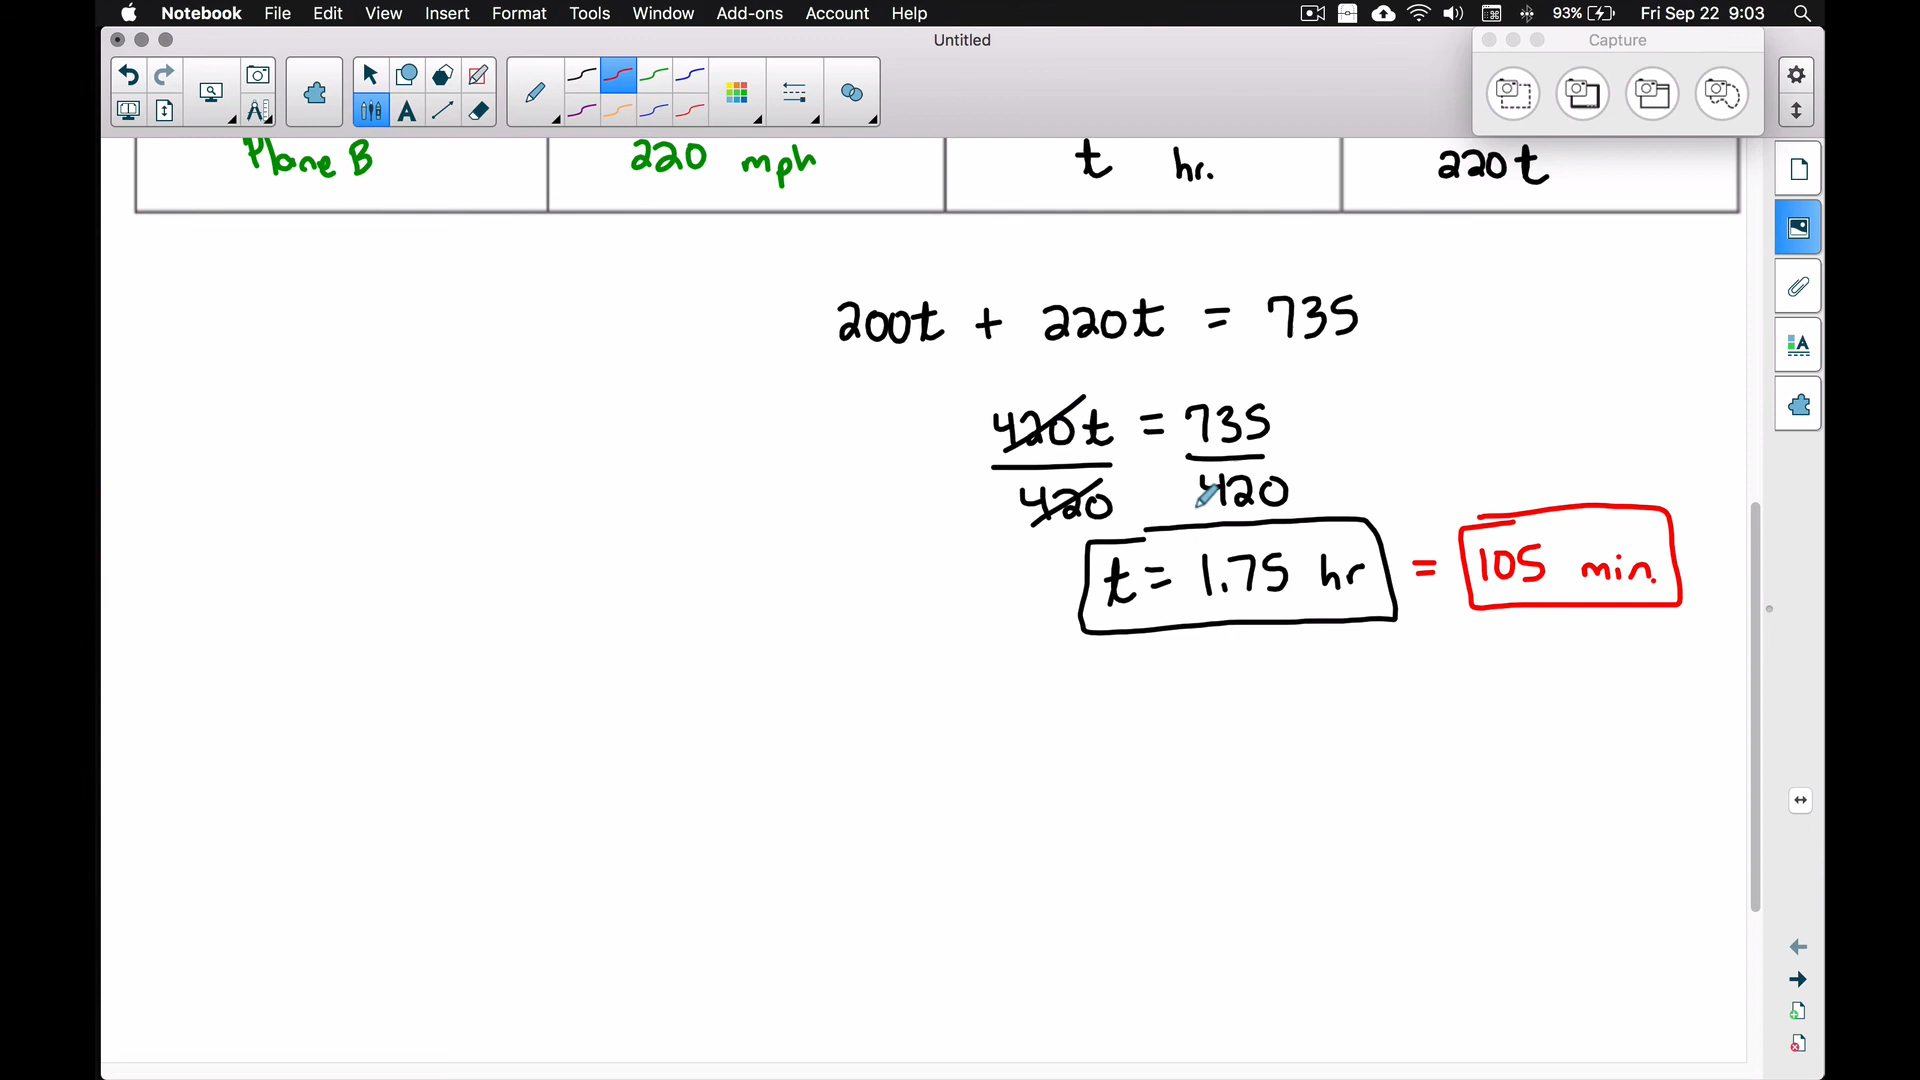 Notebook File Edit View Insert Format Tools Window Add-ons Account Help 93% Fri Sep 22 9:03
Untitled
Capture
Plane B 220 mph t hr. 220t
200t + 220t = 735
420t = 735
420 420
t = 1.75 hr = 105 min.